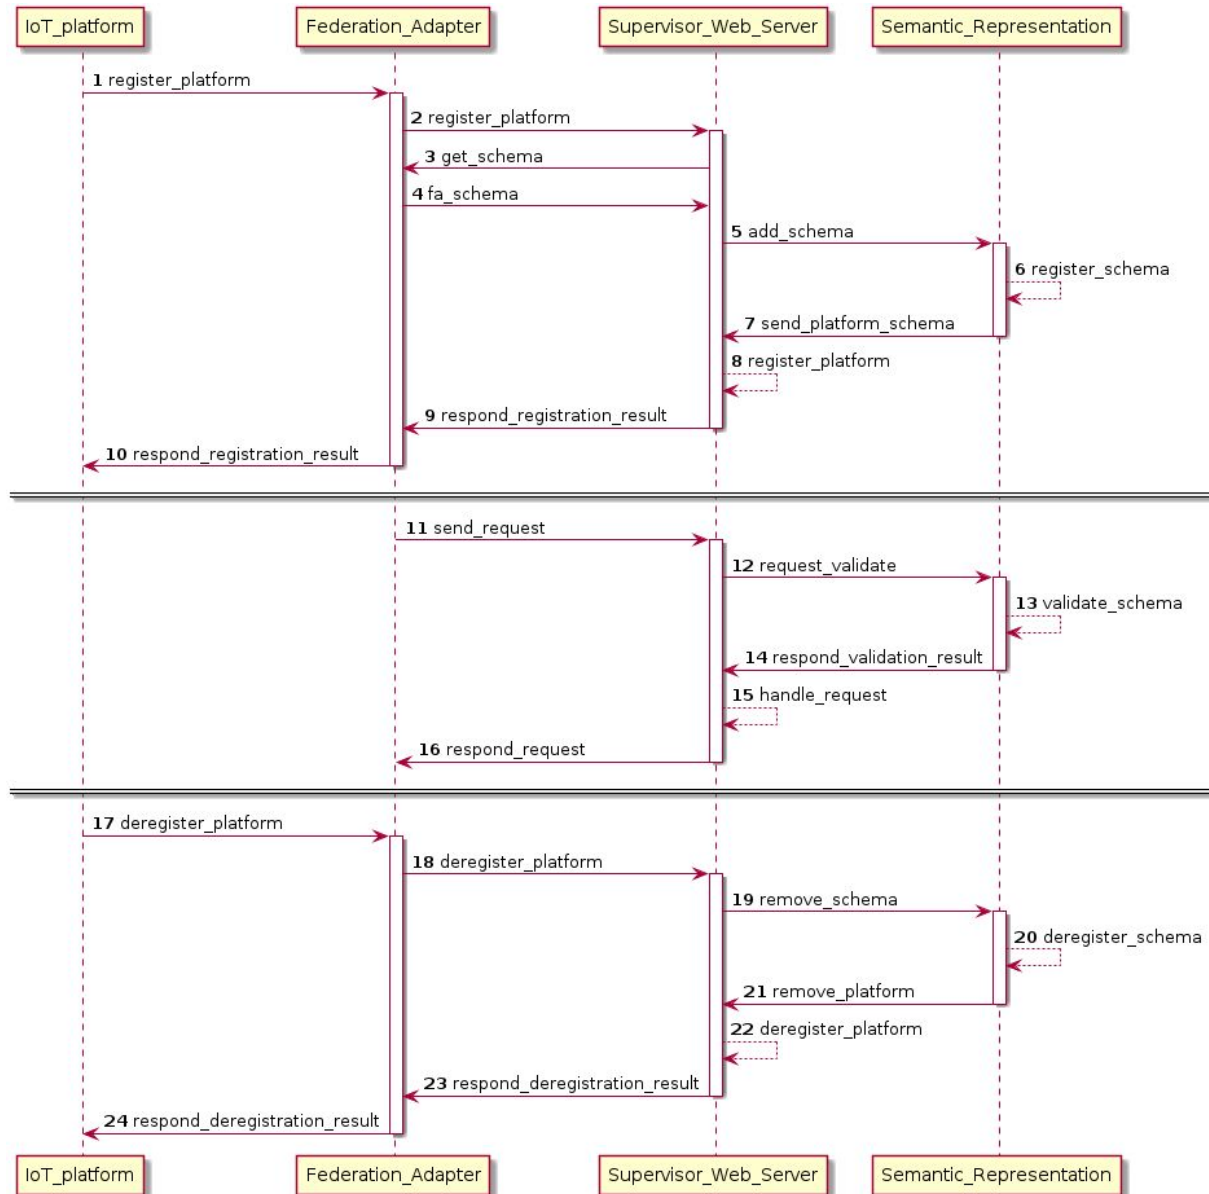 IoT_platform
Federation_Adapter
Supervisor_Web_Server
Semantic_Representation
1 register_platform
2 register_platform
3 get_schema
4 fa_schema
5 add_schema
6 register_schema
7 send_platform_schema
8 register_platform
9 respond_registration_result
10 respond_registration_result
11 send_request
12 request_validate
13 validate_schema
14 respond_validation_result
15 handle_request
16 respond_request
17 deregister_platform
18 deregister_platform
19 remove_schema
20 deregister_schema
21 remove_platform
22 deregister_platform
23 respond_deregistration_result
24 respond_deregistration_result
IoT_platform
Federation_Adapter
Supervisor_Web_Server
Semantic_Representation